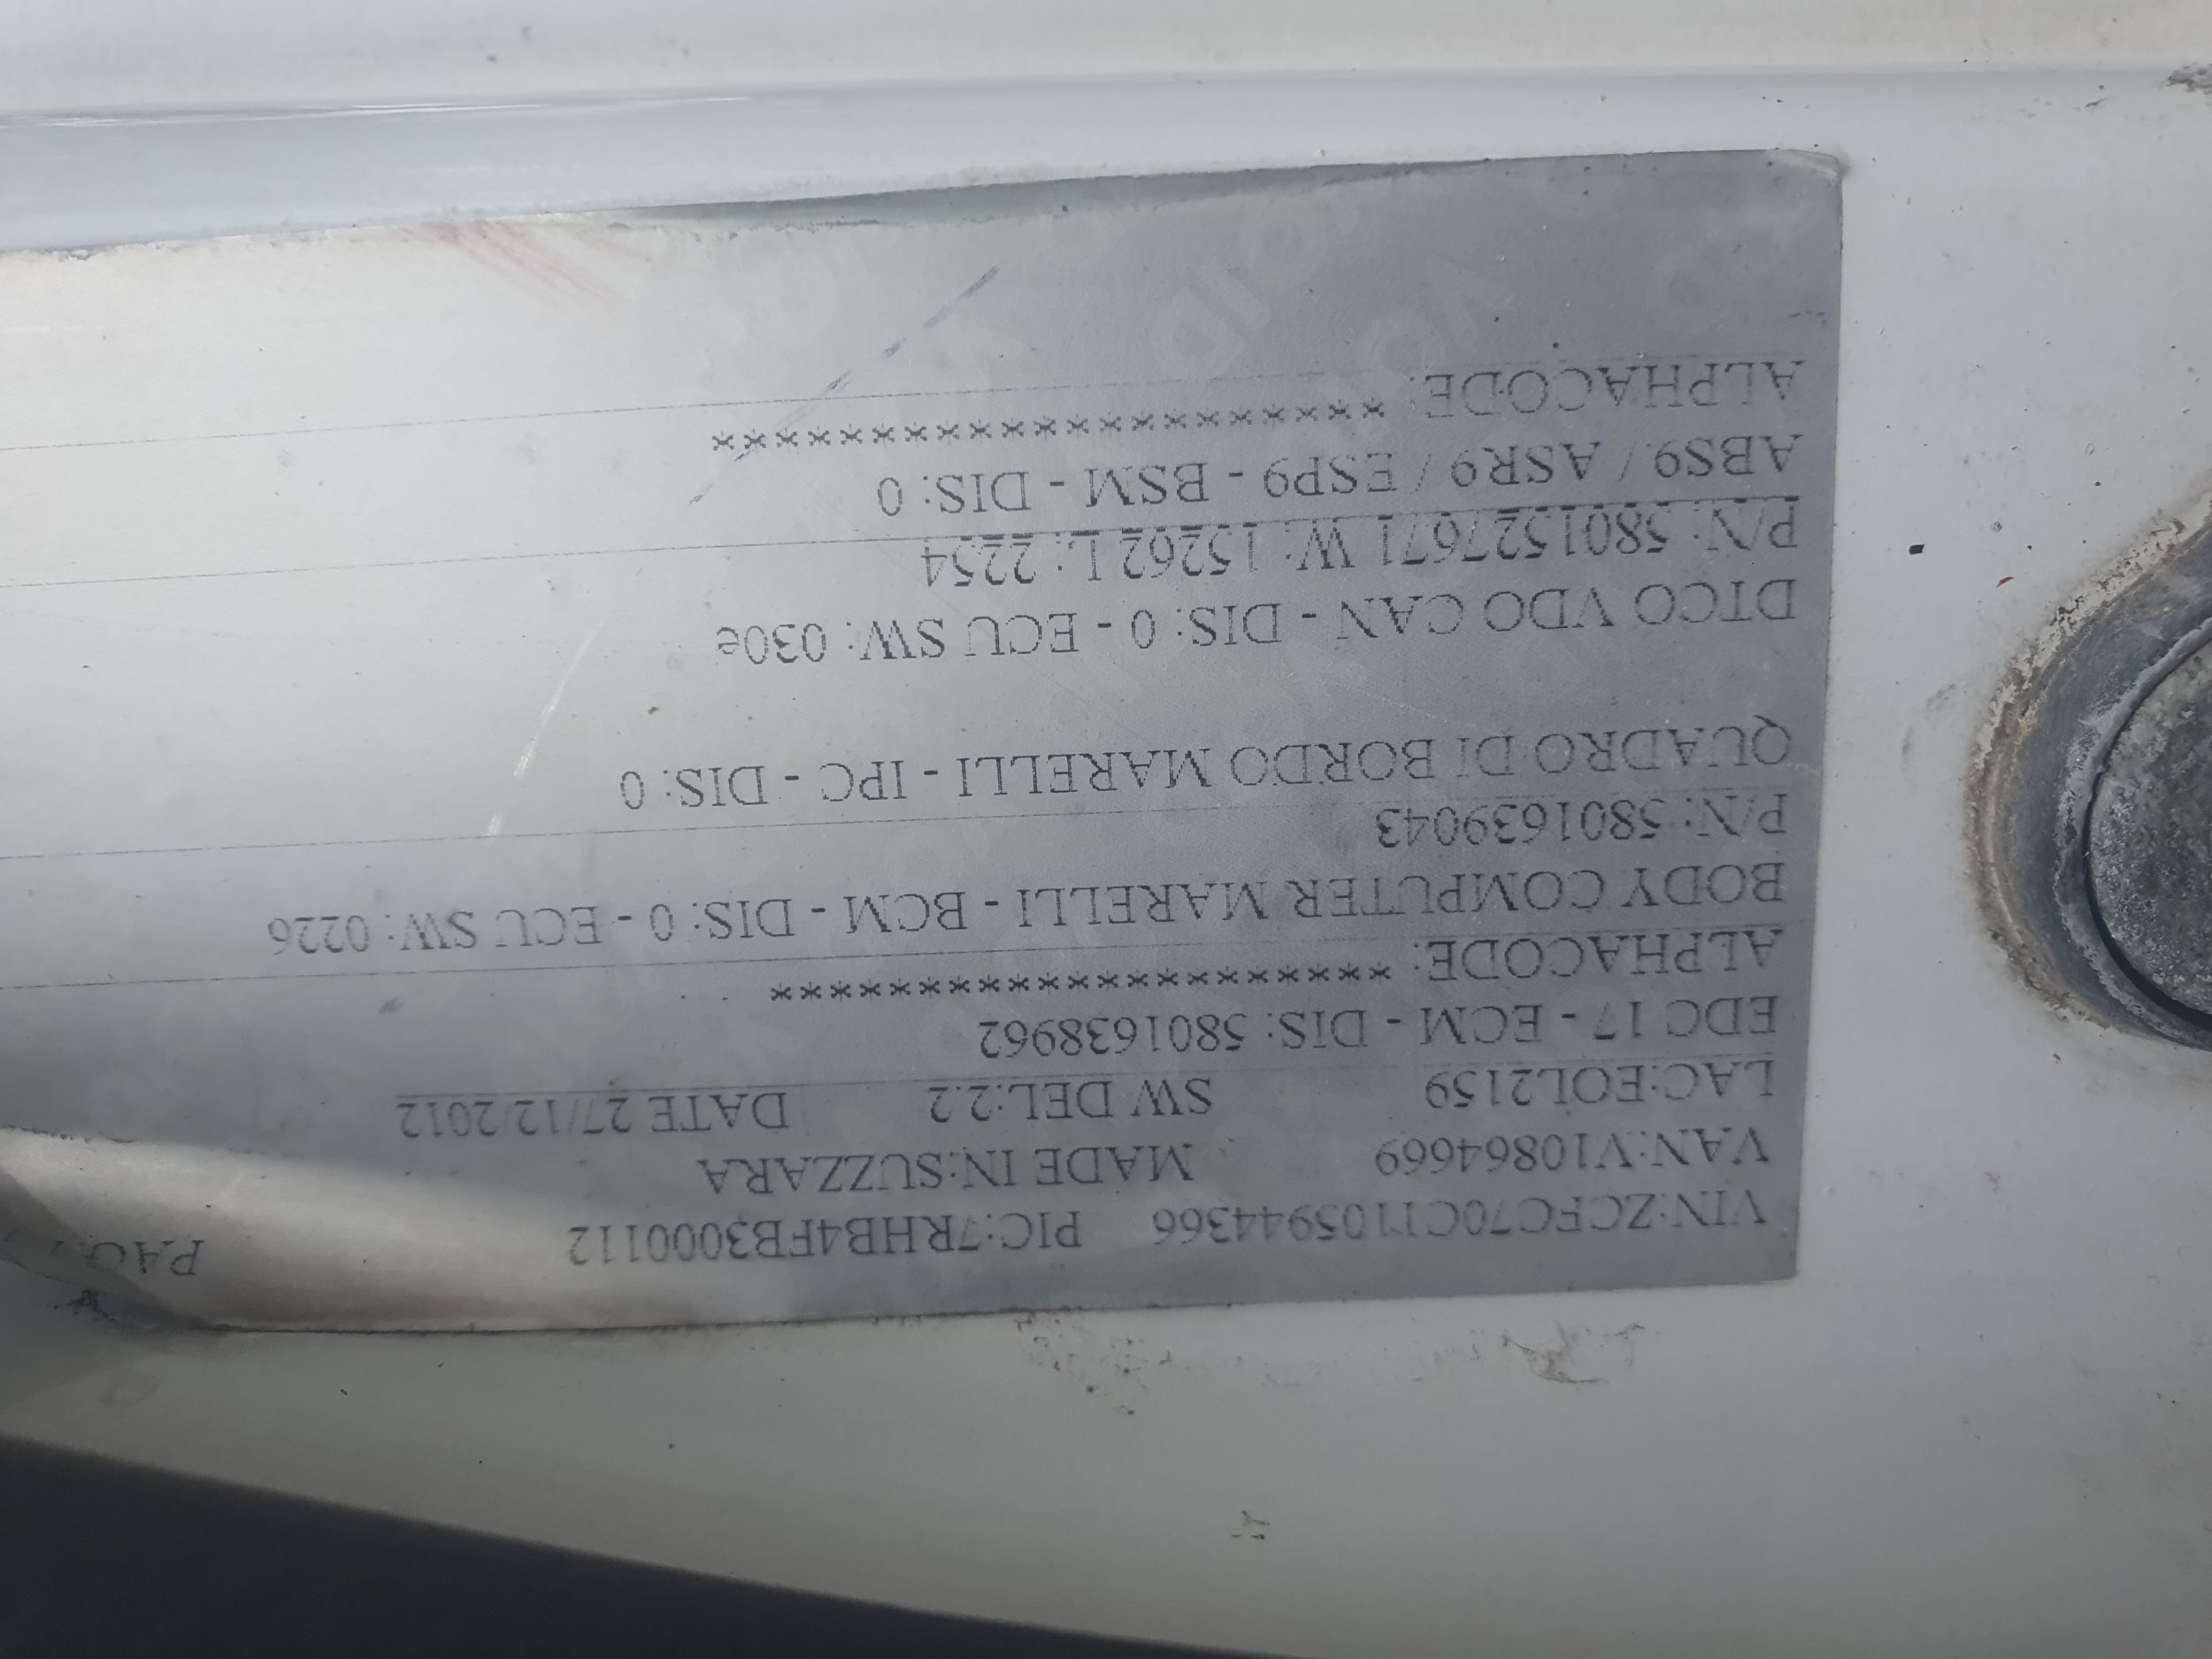 VIN:ZCFC70C1105944366 PIC:7RHB4FB3000112 PAG
VAN:V10864669 MADE IN:SUZZARA
LAC:EOL2159 SW DEL:2.2 DATE 27/12/2012
EDC 17 - ECM - DIS: 5801638962
ALPHACODE: **********************
BODY COMPUTER MARELLI - BCM - DIS: 0 - ECU SW: 0226
P/N: 5801639043
QUADRO DI BORDO MARELLI - IPC - DIS: 0
DTCO VDO CAN - DIS: 0 - ECU SW: 030e
P/N: 5801527671 W: 15262 L: 2254
ABS9 / ASR9 / ESP9 - BSM - DIS: 0
ALPHACODE: *********************